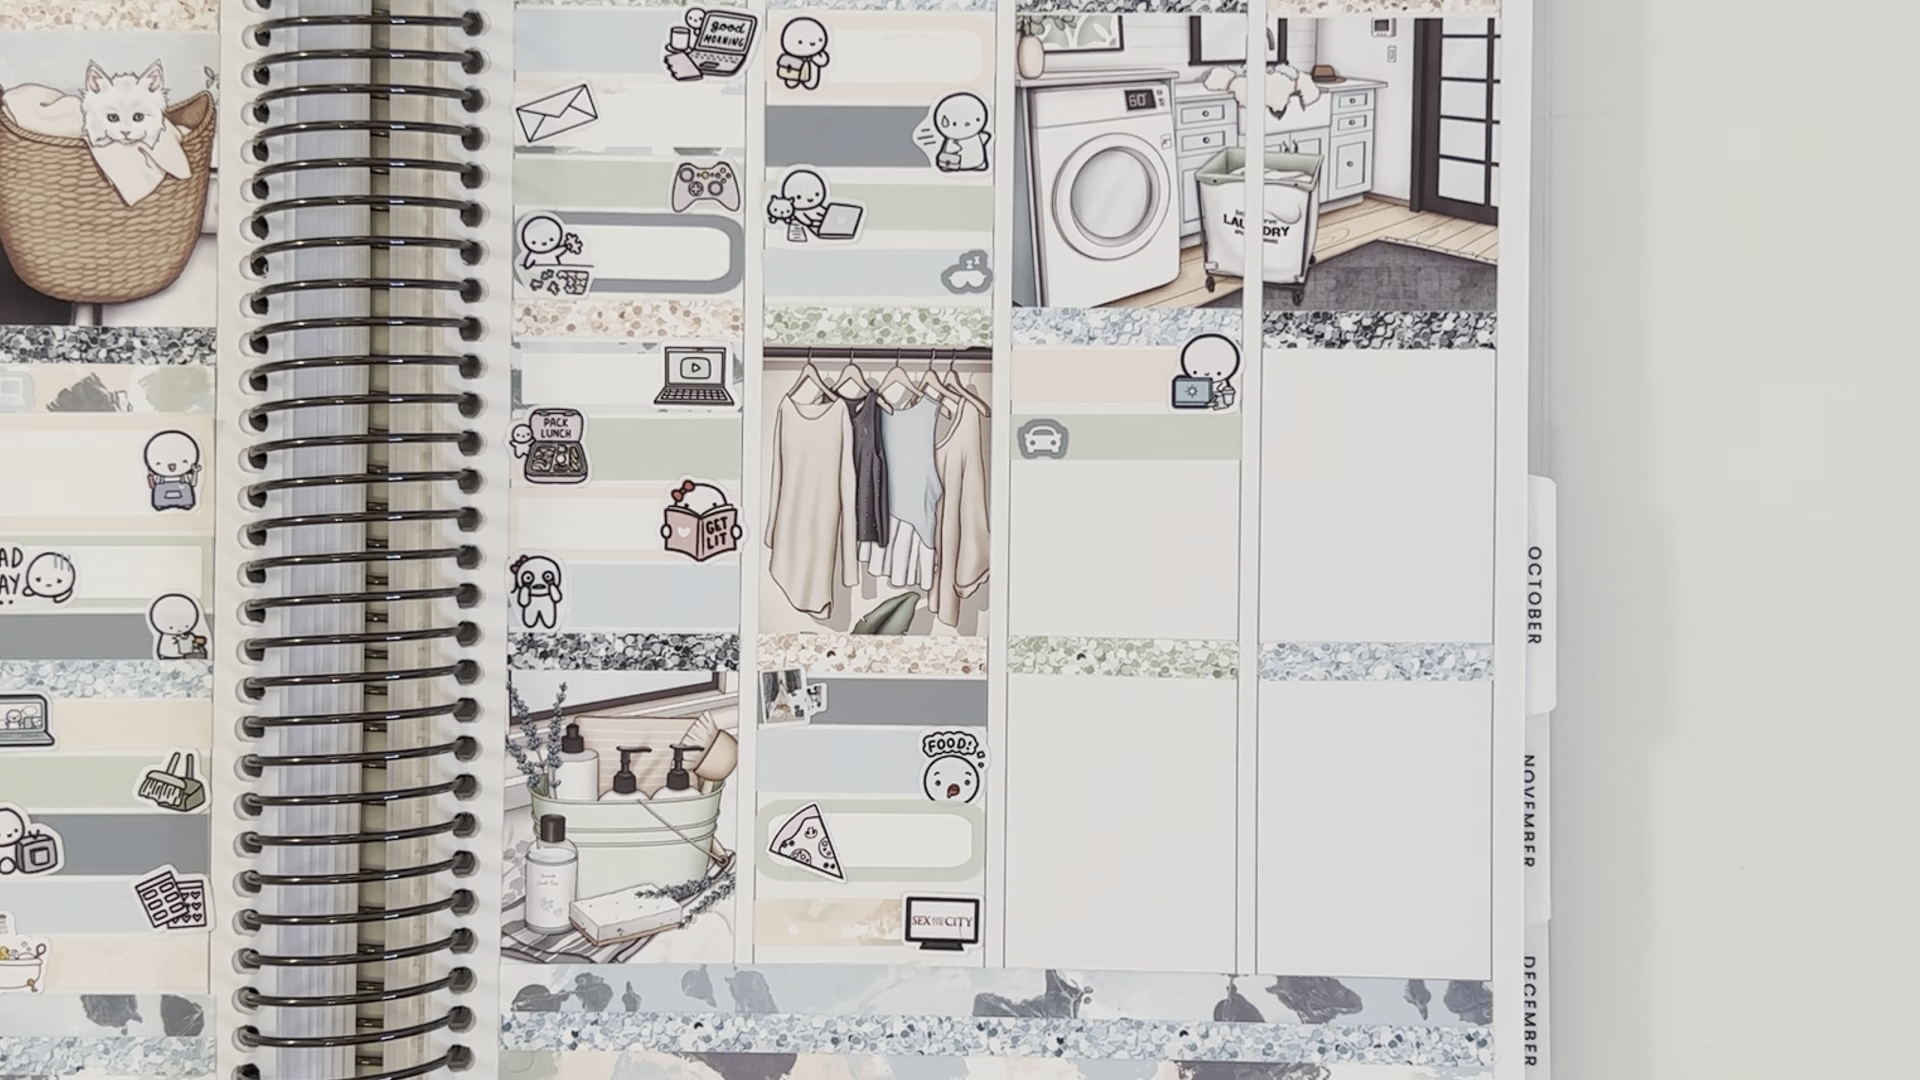 good
MORNING
60
LAUNDRY
PACK
LUNCH
GET
LIT
AD
AY
FOOD!
SEX AND THE CITY
OCTOBER
NOVEMBER
DECEMBER